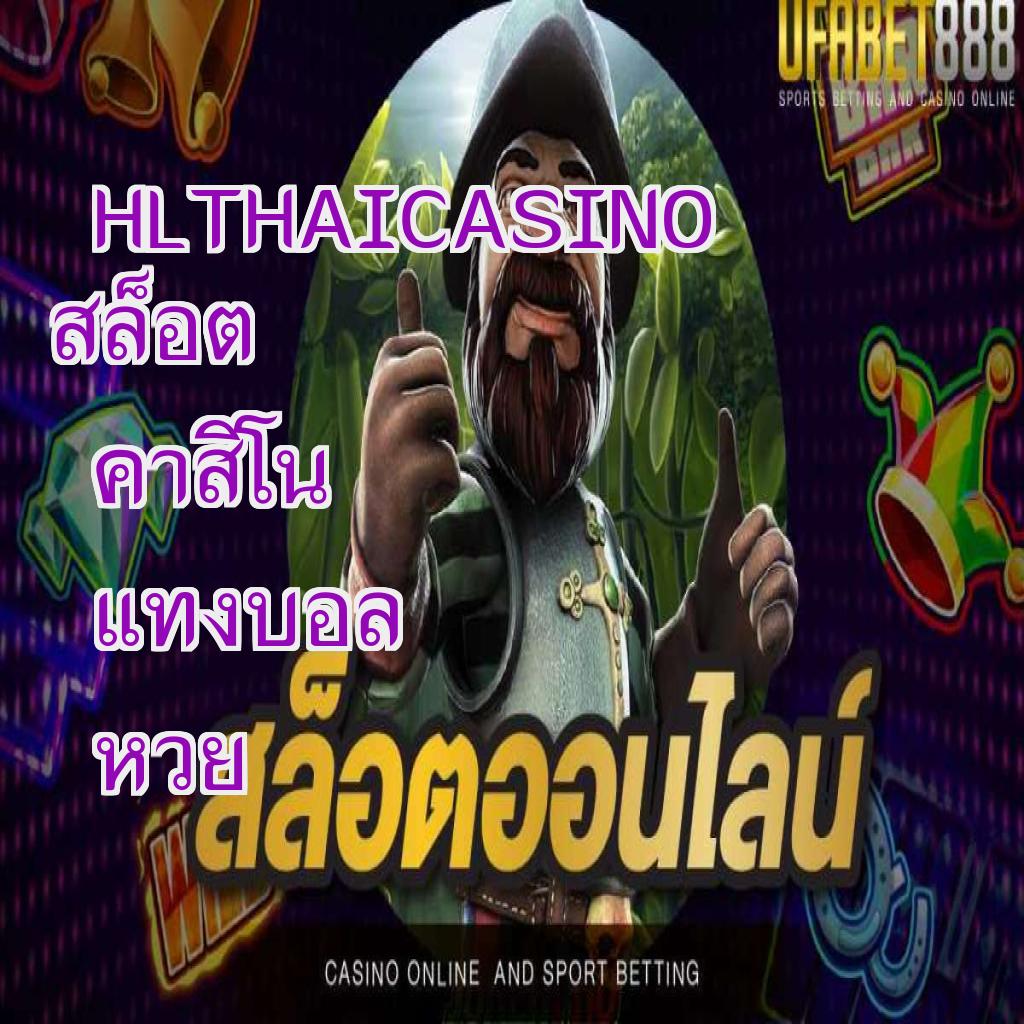 UFABET888
SPORTS BETTING AND CASINO ONLINE
BAR
HLTHAICASINO
สล็อต
คาสิโน
แทงบอล
หวย
สล็อตออนไลน์
CASINO ONLINE AND SPORT BETTING